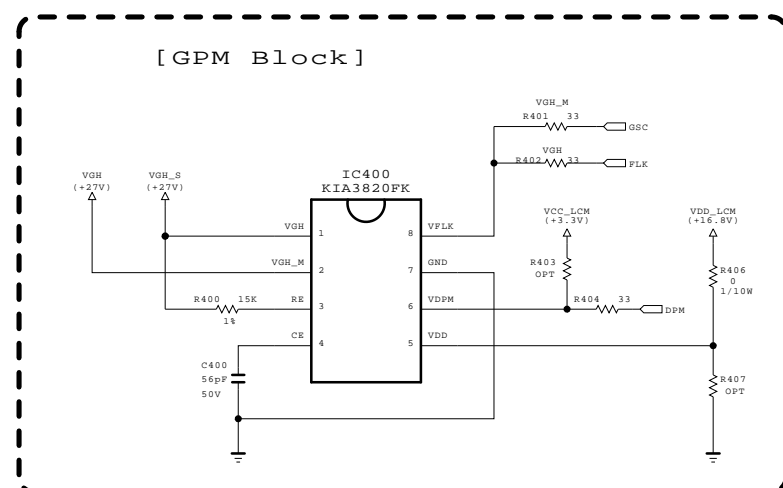 [GPM Block]
VGH_M
R401 33
GSC
VGH
R402 33
FLK
IC400
KIA3820FK
VGH
(+27V)
VGH_S
(+27V)
VCC_LCM
(+3.3V)
VDD_LCM
(+16.8V)
VGH
1
8
VFLK
VGH_M
2
7
GND
R403
OPT
R406
0
1/10W
R400 15K
1%
RE
3
6
VDPM
R404 33
DPM
CE
4
5
VDD
C400
56pF
50V
R407
OPT